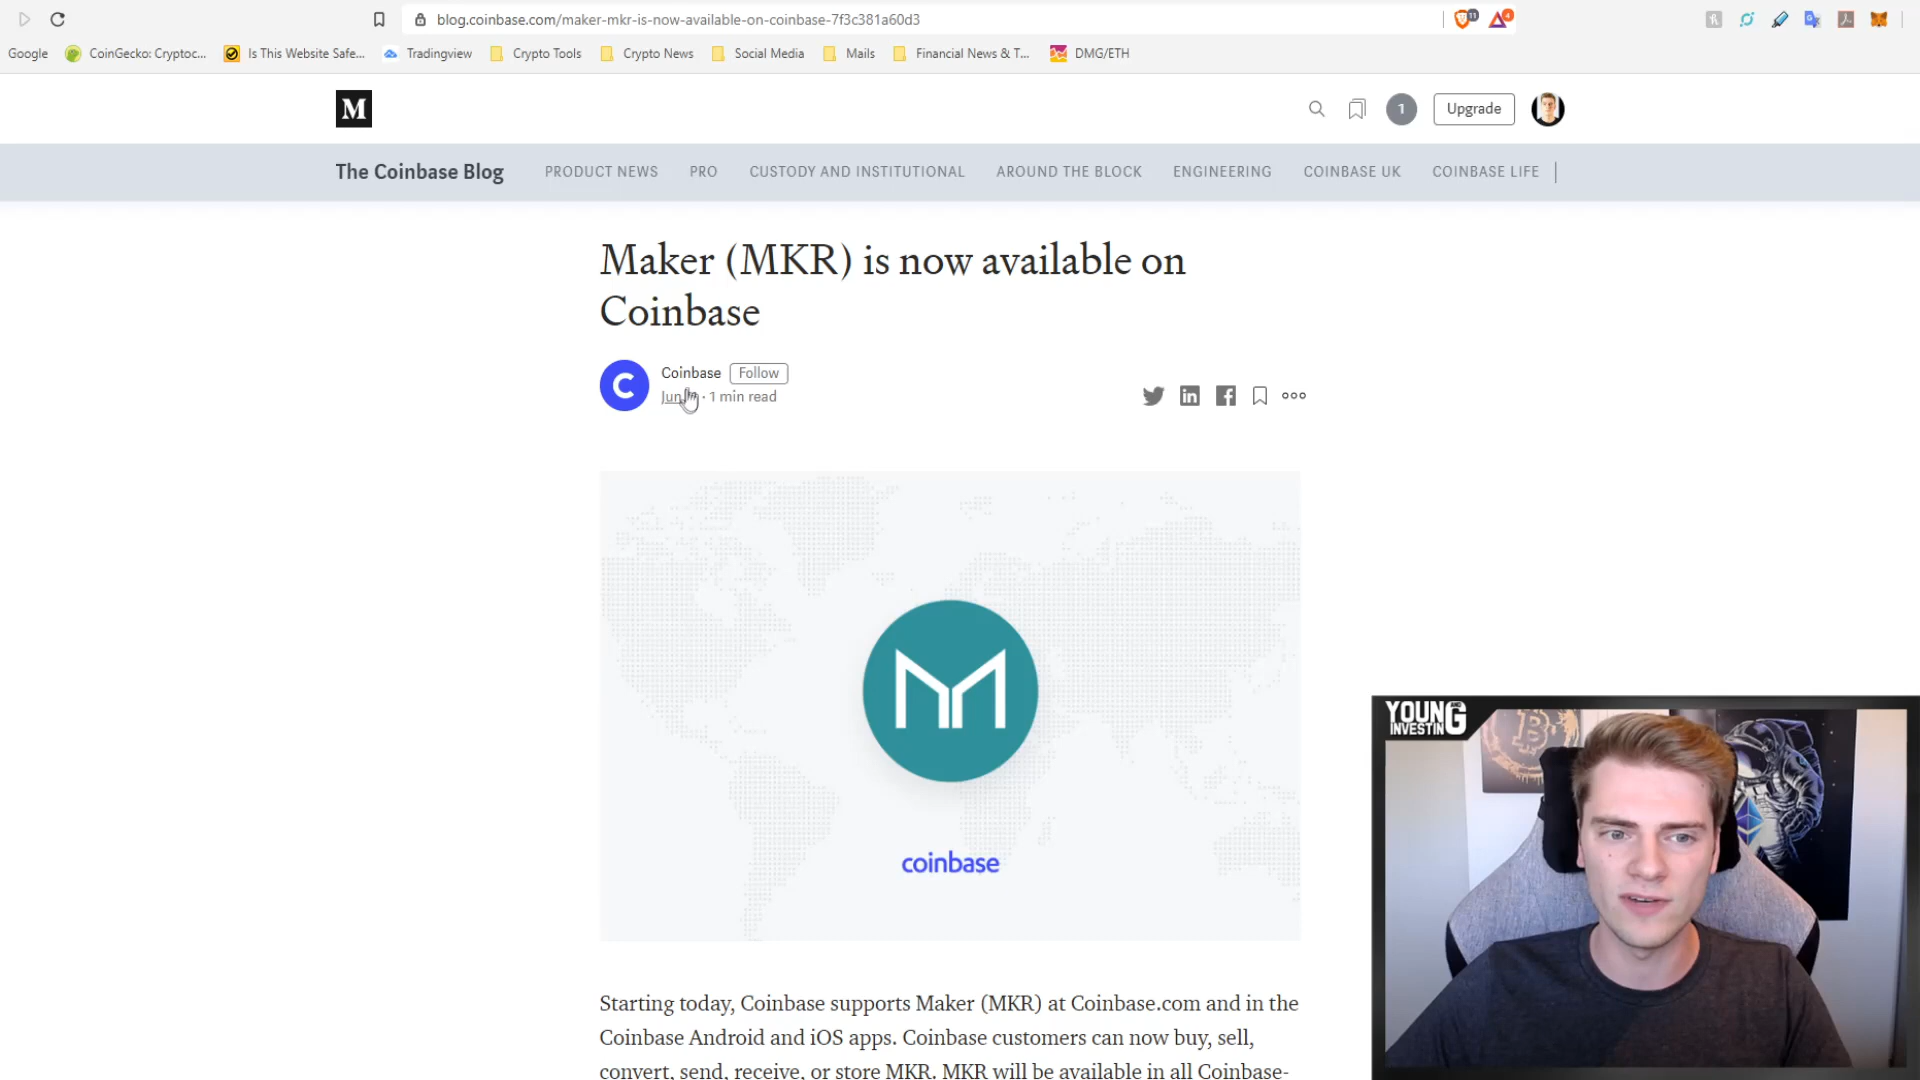 blog.coinbase.com/maker-mkr-is-now-available-on-coinbase-7f3c381a60d3
11
4
Google
CoinGecko: Cryptoc...
Is This Website Safe...
Tradingview
Crypto Tools
Crypto News
Social Media
Mails
Financial News & T...
DMG/ETH
M
1
Upgrade
The Coinbase Blog
PRODUCT NEWS
PRO
CUSTODY AND INSTITUTIONAL
AROUND THE BLOCK
ENGINEERING
COINBASE UK
COINBASE LIFE
Maker (MKR) is now available on
Coinbase
C
Coinbase
Follow
Jun · 1 min read
coinbase
YOUNG
AND
INVESTING
Starting today, Coinbase supports Maker (MKR) at Coinbase.com and in the
Coinbase Android and iOS apps. Coinbase customers can now buy, sell,
convert, send, receive, or store MKR. MKR will be available in all Coinbase-